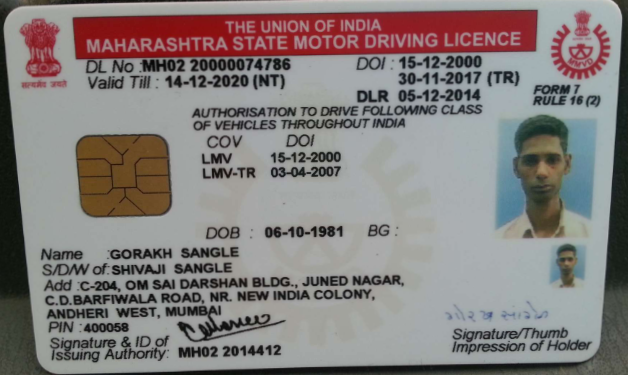 THE UNION OF INDIA
MAHARASHTRA STATE MOTOR DRIVING LICENCE
DL No :MH02 20000074786 DOI : 15-12-2000
Valid Till : 14-12-2020 (NT) 30-11-2017 (TR)
DLR 05-12-2014
FORM 7
RULE 16 (2)
AUTHORISATION TO DRIVE FOLLOWING CLASS
OF VEHICLES THROUGHOUT INDIA
COV DOI
LMV 15-12-2000
LMV-TR 03-04-2007
DOB : 06-10-1981 BG :
Name :GORAKH SANGLE
S/D/W of :SHIVAJI SANGLE
Add :C-204, OM SAI DARSHAN BLDG., JUNED NAGAR,
C.D.BARFIWALA ROAD, NR. NEW INDIA COLONY,
ANDHERI WEST, MUMBAI
PIN :400058
Signature & ID of
Issuing Authority: MH02 2014412
Signature/Thumb
Impression of Holder
सत्यमेव जयते
MMVD